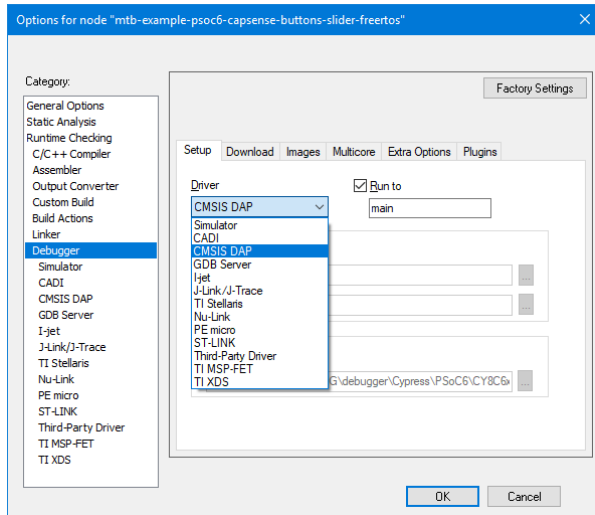 Options for node "mtb-example-psoc6-capsense-buttons-slider-freertos"
Category:
General Options
Static Analysis
Runtime Checking
C/C++ Compiler
Assembler
Output Converter
Custom Build
Build Actions
Linker
Debugger
Simulator
CADI
CMSIS DAP
GDB Server
I-jet
J-Link/J-Trace
TI Stellaris
Nu-Link
PE micro
ST-LINK
Third-Party Driver
TI MSP-FET
TI XDS
Factory Settings
Setup Download Images Multicore Extra Options Plugins
Driver
CMSIS DAP
Simulator
CADI
CMSIS DAP
GDB Server
I-jet
J-Link/J-Trace
TI Stellaris
Nu-Link
PE micro
ST-LINK
Third-Party Driver
TI MSP-FET
TI XDS
Run to
main
...
...
G\debugger\Cypress\PSoC6\CY8C6x
...
OK Cancel